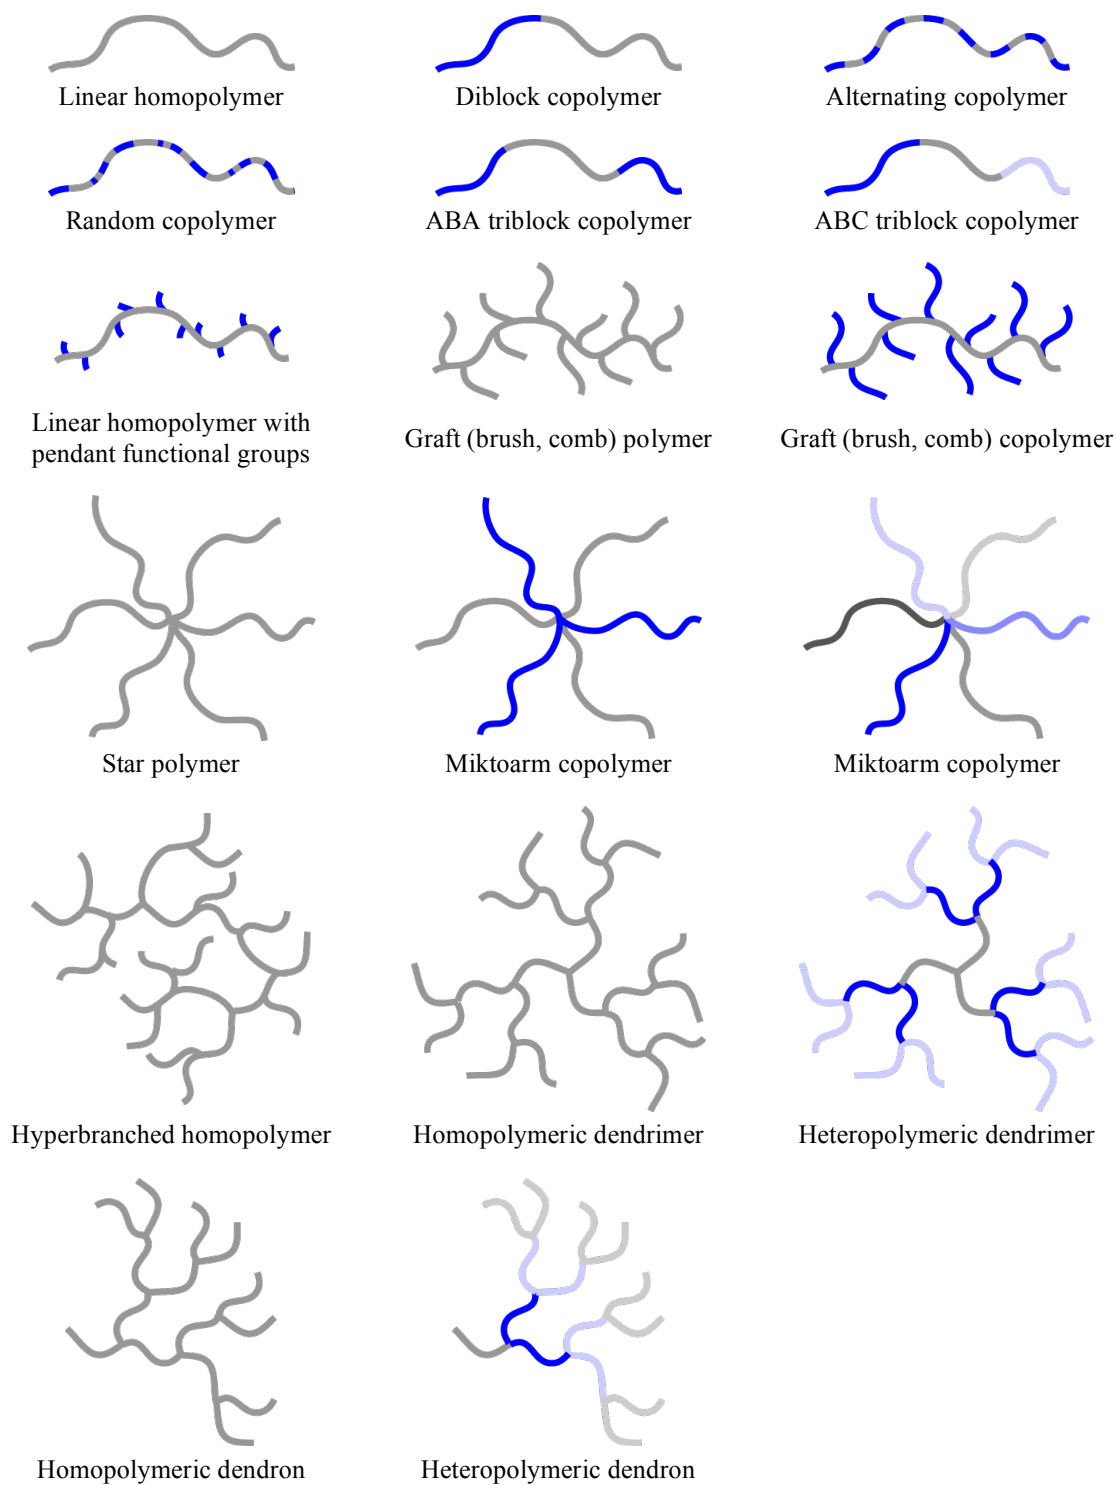 Linear homopolymer
Diblock copolymer
Alternating copolymer
Random copolymer
ABA triblock copolymer
ABC triblock copolymer
Linear homopolymer with
pendant functional groups
Graft (brush, comb) polymer
Graft (brush, comb) copolymer
Star polymer
Miktoarm copolymer
Miktoarm copolymer
Hyperbranched homopolymer
Homopolymeric dendrimer
Heteropolymeric dendrimer
Homopolymeric dendron
Heteropolymeric dendron